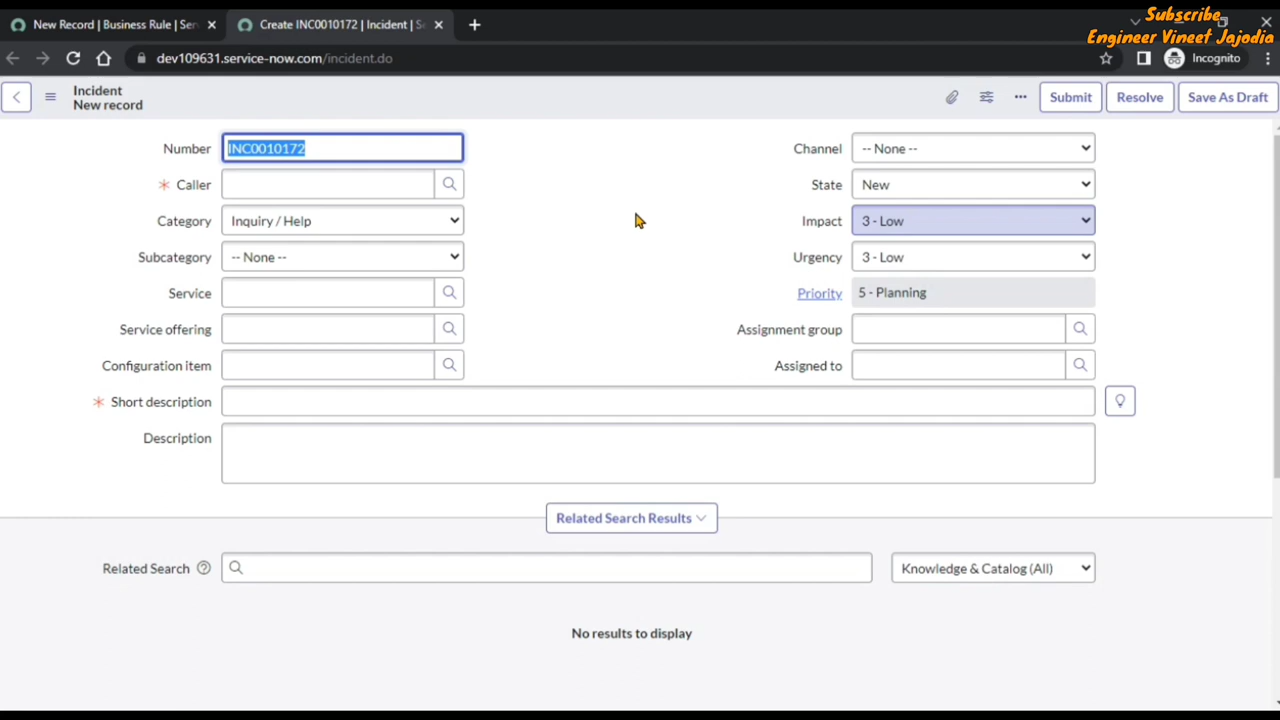 New Record | Business Rule | Ser
Create INC0010172 | Incident | Se
Subscribe
Engineer Vineet Jajodia
dev109631.service-now.com/incident.do
Incognito
Incident
New record
Submit
Resolve
Save As Draft
Number
INC0010172
Channel
-- None --
Caller
State
New
Category
Inquiry / Help
Impact
3 - Low
Subcategory
-- None --
Urgency
3 - Low
Service
Priority
5 - Planning
Service offering
Assignment group
Configuration item
Assigned to
Short description
Description
Related Search Results
Related Search
Knowledge & Catalog (All)
No results to display